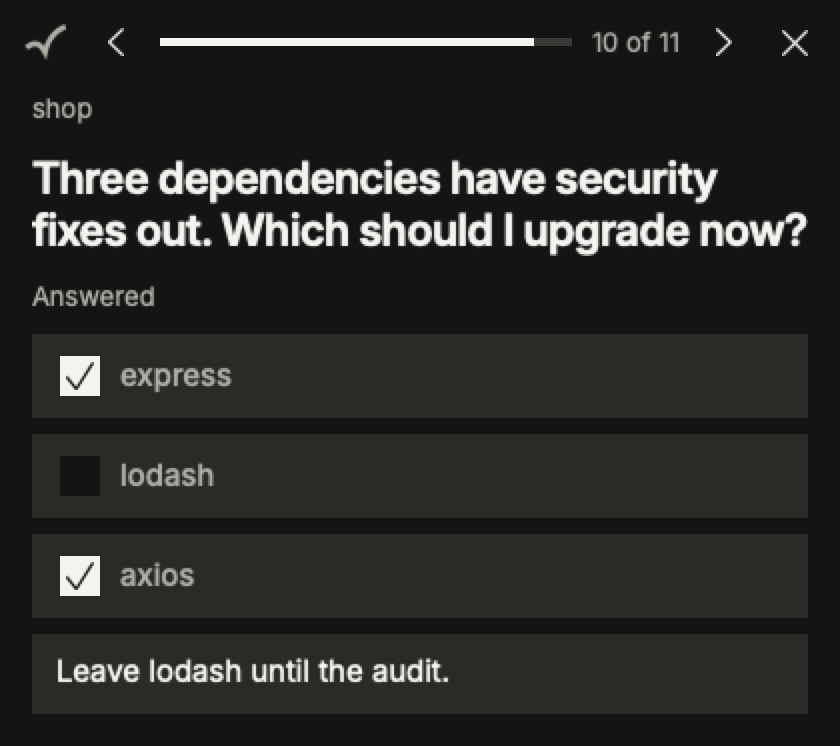 10 of 11
shop
Three dependencies have security
fixes out. Which should I upgrade now?
Answered
express
lodash
axios
Leave lodash until the audit.